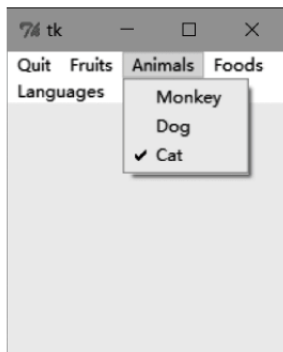 tk
Quit Fruits Animals Foods
Languages
Monkey
Dog
Cat